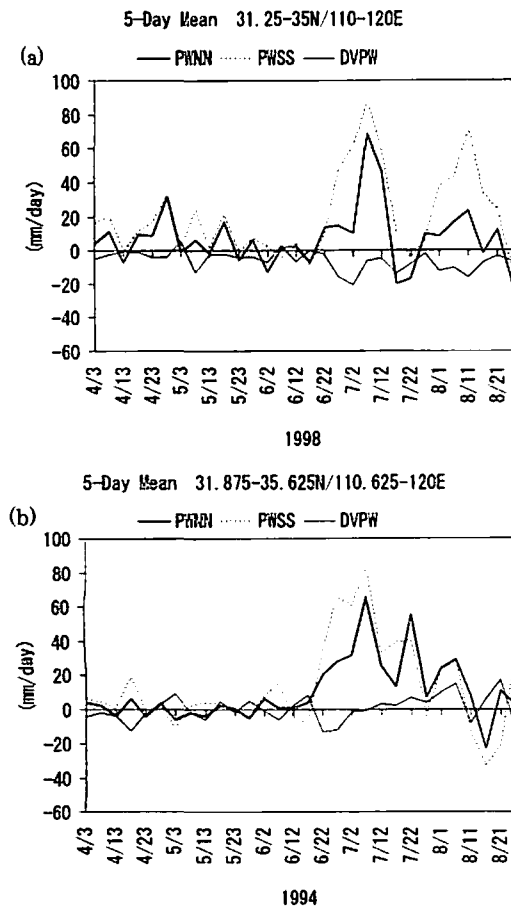 5-Day Mean 31.25-35N/110-120E
(a)
PWNN PWSS DVPW
(mm/day)
100
80
60
40
20
0
-20
-40
-60
4/3 4/13 4/23 5/3 5/13 5/23 6/2 6/12 6/22 7/2 7/12 7/22 8/1 8/11 8/21
1998
5-Day Mean 31.875-35.625N/110.625-120E
(b)
PWNN PWSS DVPW
(mm/day)
100
80
60
40
20
0
-20
-40
-60
4/3 4/13 4/23 5/3 5/13 5/23 6/2 6/12 6/22 7/2 7/12 7/22 8/1 8/11 8/21
1994